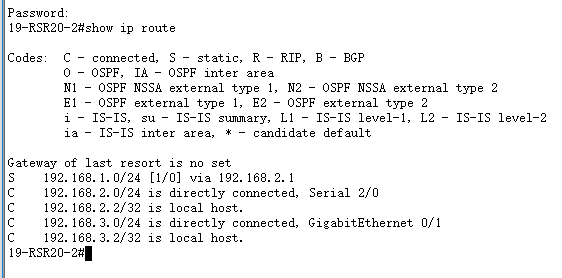 Password:
19-RSR20-2#show ip route
Codes:  C - connected, S - static, R - RIP, B - BGP
O - OSPF, IA - OSPF inter area
N1 - OSPF NSSA external type 1, N2 - OSPF NSSA external type 2
E1 - OSPF external type 1, E2 - OSPF external type 2
i - IS-IS, su - IS-IS summary, L1 - IS-IS level-1, L2 - IS-IS level-2
ia - IS-IS inter area, * - candidate default
Gateway of last resort is no set
S    192.168.1.0/24 [1/0] via 192.168.2.1
C    192.168.2.0/24 is directly connected, Serial 2/0
C    192.168.2.2/32 is local host.
C    192.168.3.0/24 is directly connected, GigabitEthernet 0/1
C    192.168.3.2/32 is local host.
19-RSR20-2#